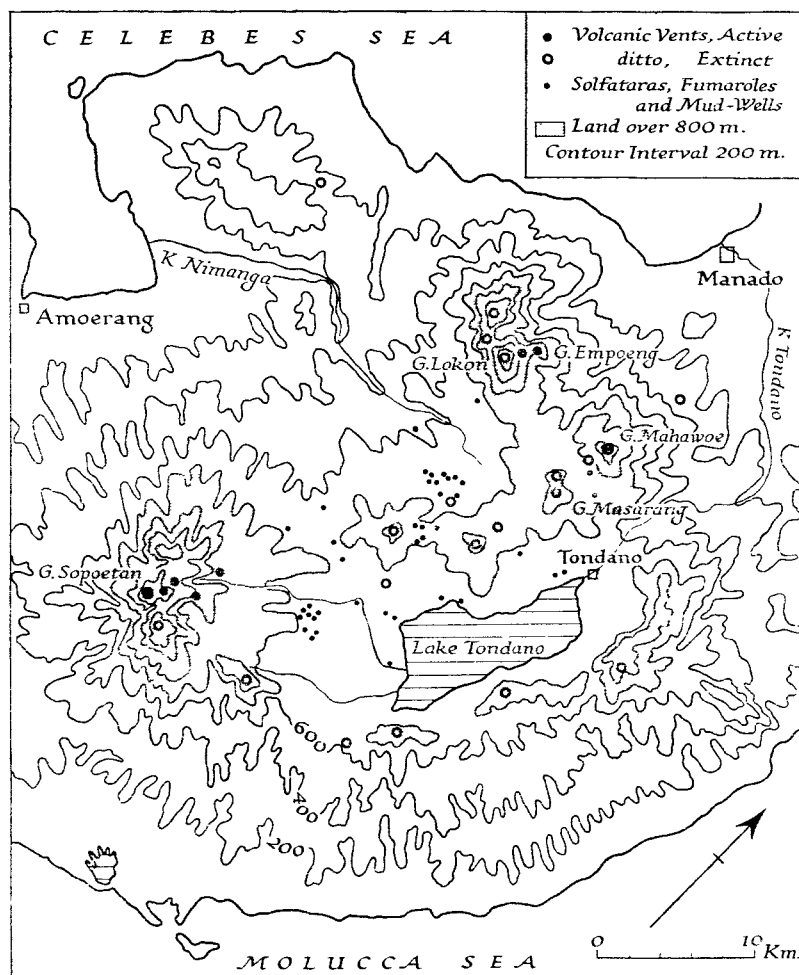 CELEBES SEA
Volcanic Vents, Active
ditto, Extinct
Solfataras, Fumaroles
and Mud-Wells
Land over 800 m.
Contour Interval 200 m.
K Nimanga
Manado
Amoerang
G. Lokon
G. Empoeng
K Tondano
G. Mahawoe
G. Masarang
Tondano
G. Sopoetan
Lake Tondano
600
400
200
0 10
Km.
MOLUCCA SEA